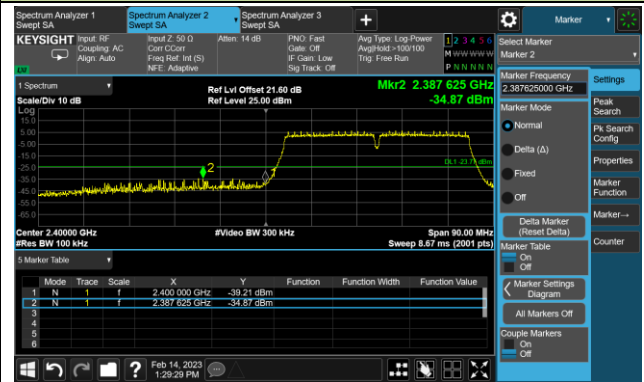 Spectrum Analyzer 1
Swept SA
Spectrum Analyzer 2
Swept SA
Spectrum Analyzer 3
Swept SA
+
Marker
KEYSIGHT
Input: RF
Coupling: AC
Align: Auto
Input Z: 50 Ω
Corr CCorr
Freq Ref: Int (S)
NFE: Adaptive
Atten: 14 dB
PNO: Fast
Gate: Off
IF Gain: Low
Sig Track: Off
Avg Type: Log-Power
Avg|Hold >100/100
Trig: Free Run
1 2 3 4 5 6
M W W W W W
P N N N N N
Select Marker
Marker 2
1 Spectrum
Scale/Div 10 dB
Log
Ref Lvl Offset 21.60 dB
Ref Level 25.00 dBm
Mkr2 2.387 625 GHz
-34.87 dBm
15.0
5.00
-5.00
-15.0
-25.0
-35.0
-45.0
-55.0
-65.0
2
Center 2.40000 GHz
#Res BW 100 kHz
#Video BW 300 kHz
Span 90.00 MHz
Sweep 8.67 ms (2001 pts)
5 Marker Table
Mode Trace Scale X Y Function Function Width Function Value
1 N 1 f 2.400 000 GHz -39.21 dBm
2 N 1 f 2.387 625 GHz -34.87 dBm
3
4
5
6
Marker Frequency
2.387625000 GHz
Marker Mode
Normal
Delta (Δ)
Fixed
Off
Delta Marker
(Reset Delta)
Marker Table
On
Off
Marker Settings
Diagram
All Markers Off
Couple Markers
On
Off
Settings
Peak
Search
Pk Search
Config
Properties
Marker
Function
Marker→
Counter
?
Feb 14, 2023
1:29:29 PM